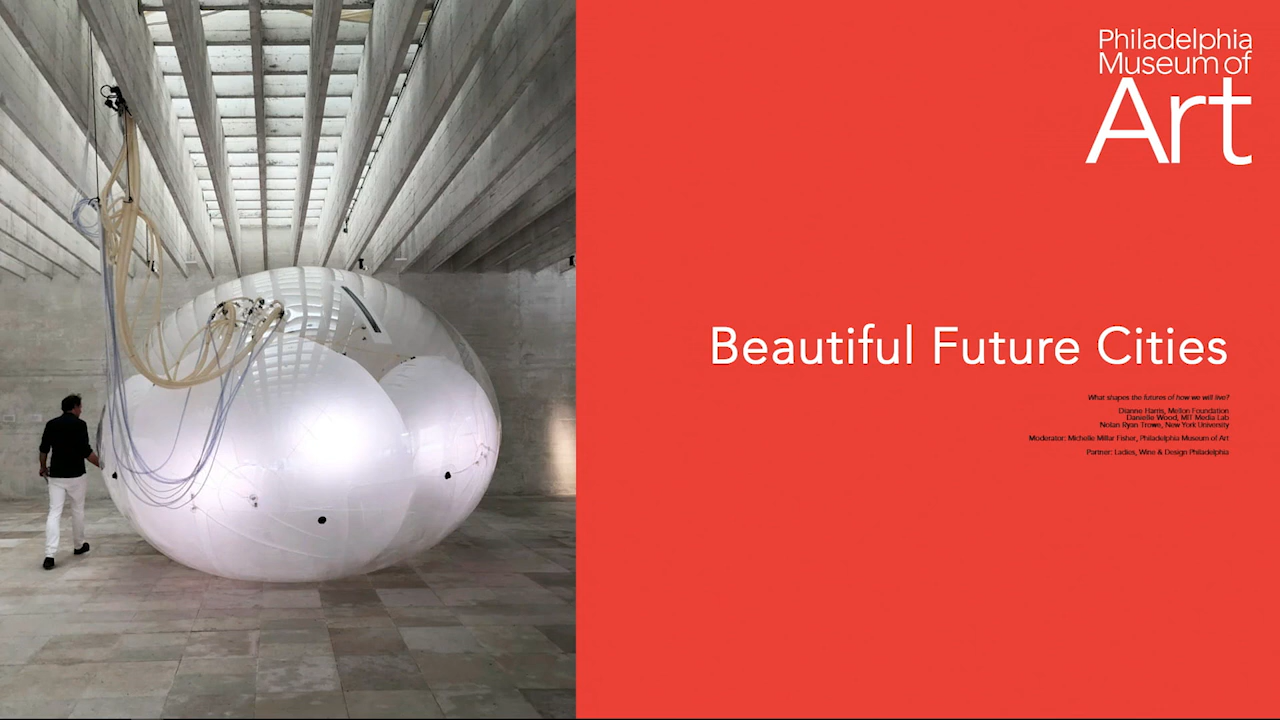 Philadelphia
Museum of
Art
Beautiful Future Cities
What shapes the futures of how we will live?
Dianne Harris, Mellon Foundation
Danielle Wood, MIT Media Lab
Nolan Ryan Trowe, New York University
Moderator: Michelle Millar Fisher, Philadelphia Museum of Art
Partner: Ladies, Wine & Design Philadelphia